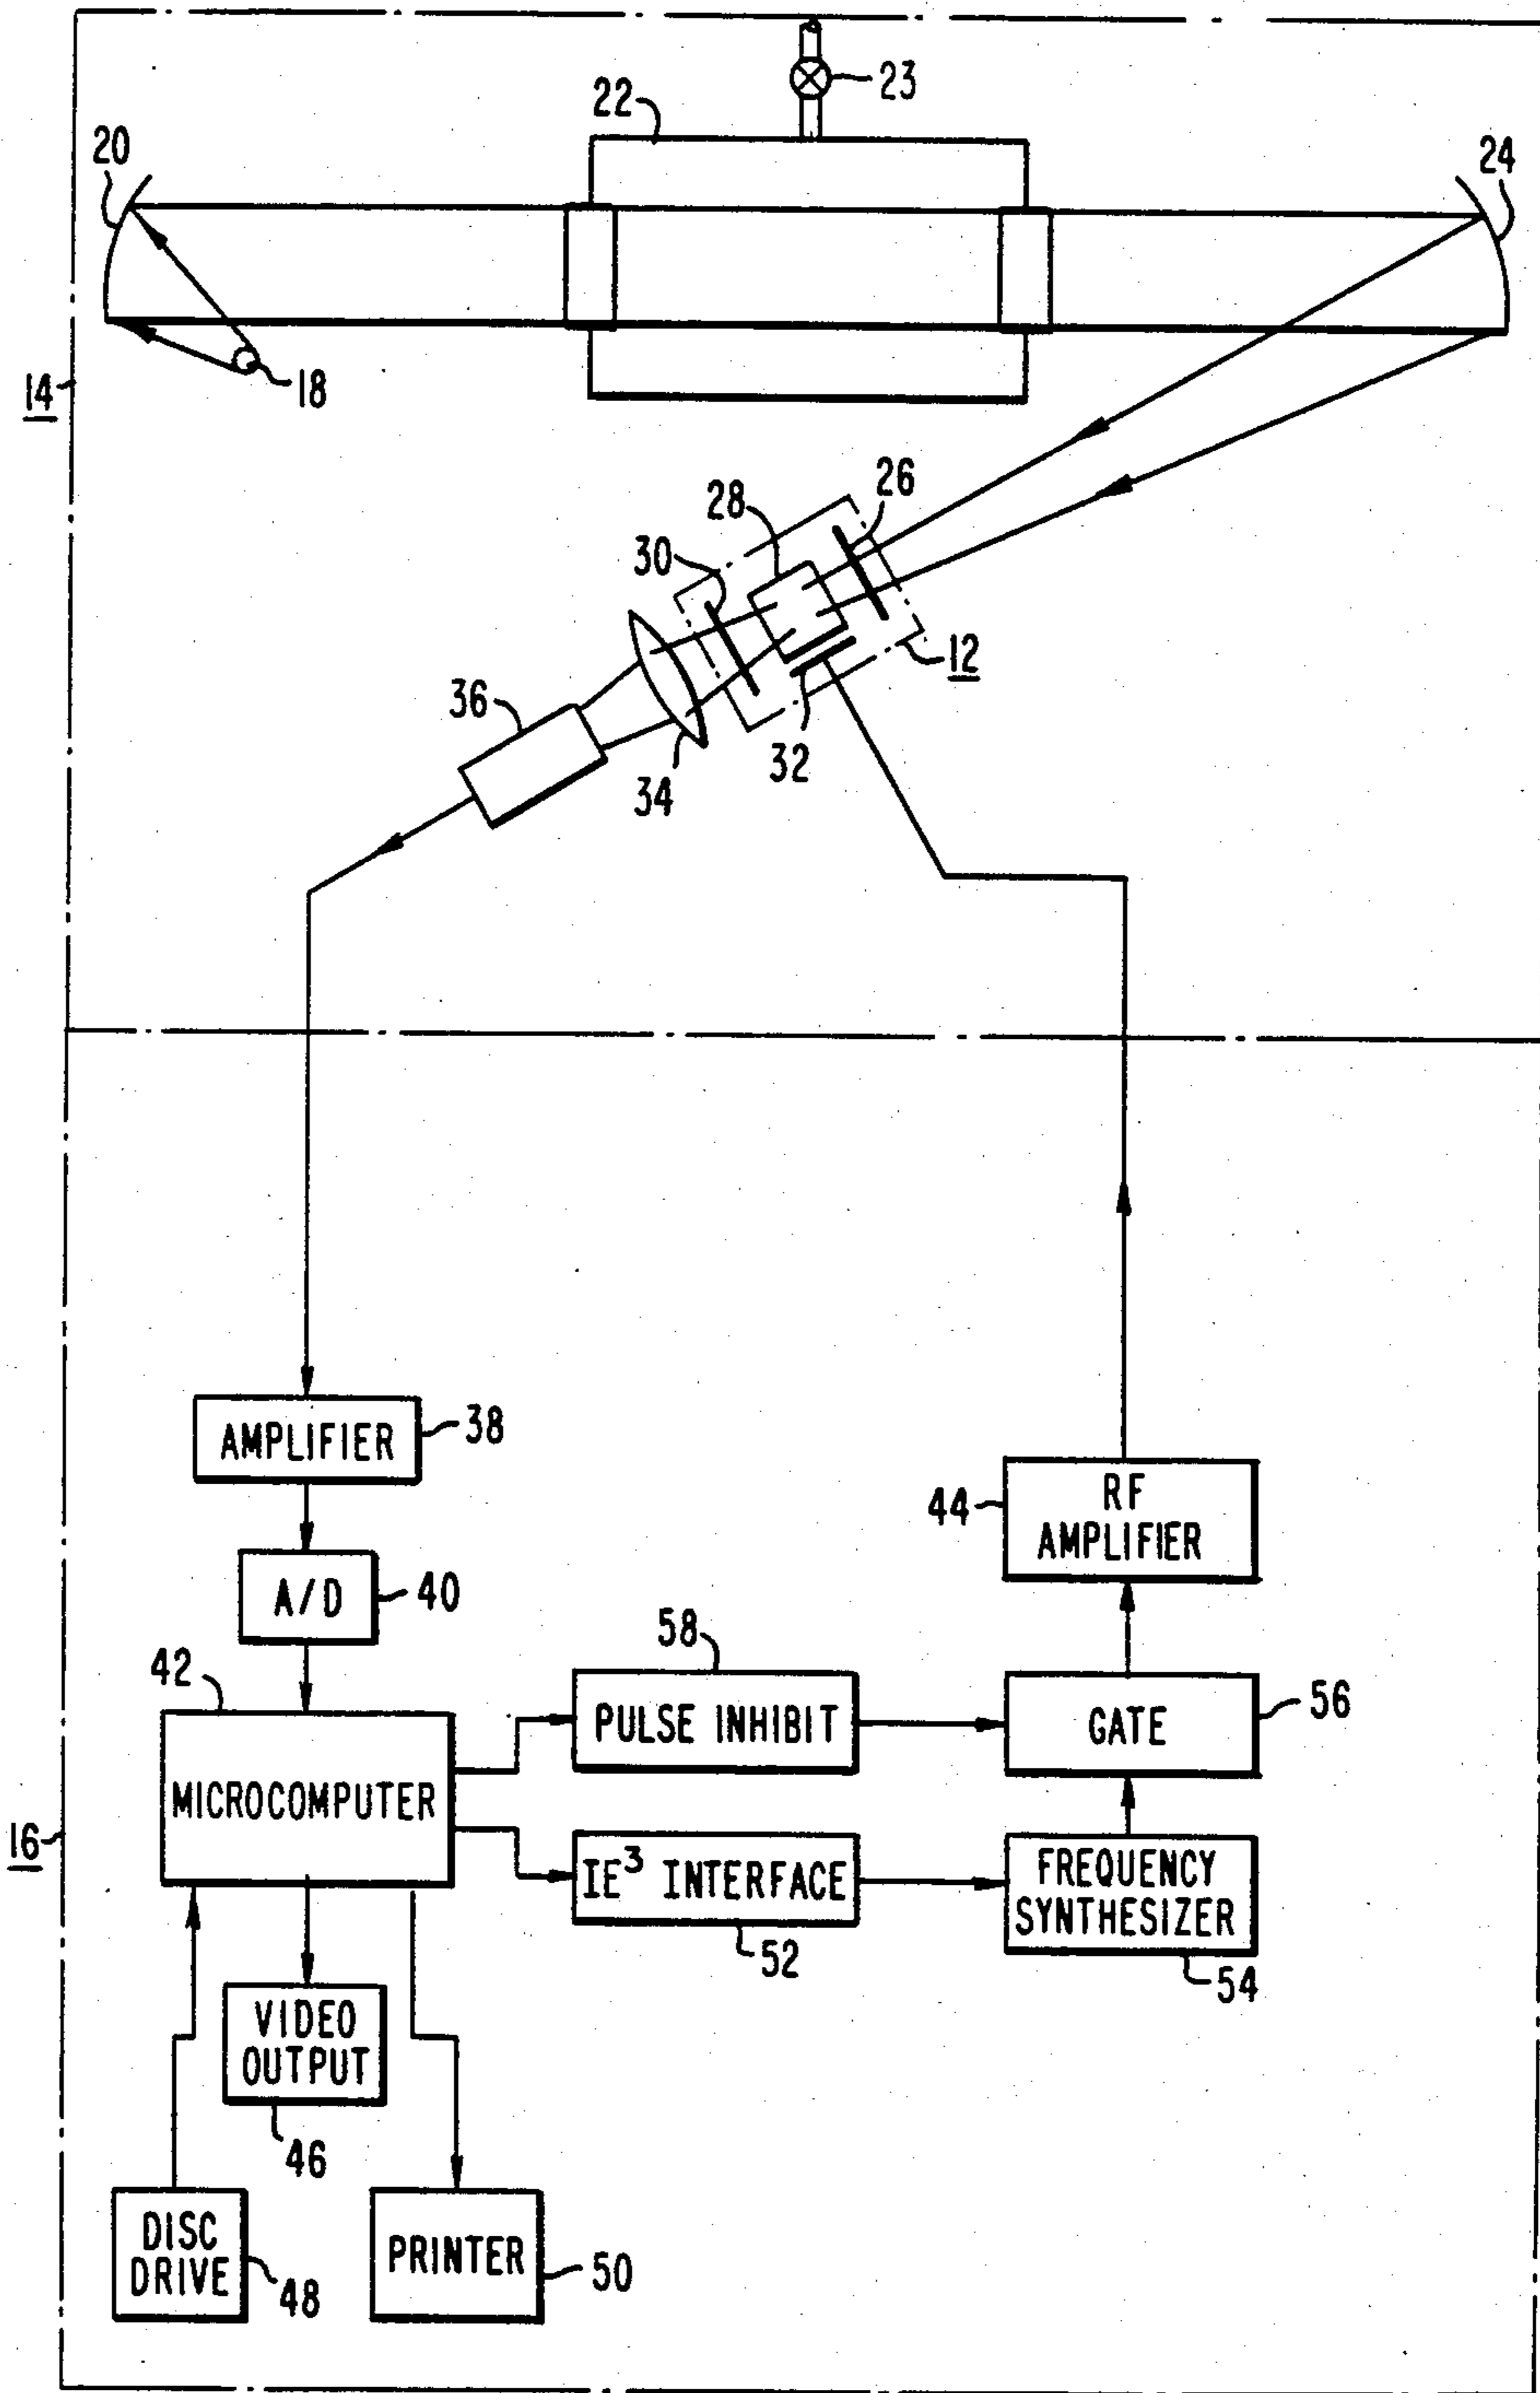 23
22
20
24
18
14
26
28
30
12
36
32
34
AMPLIFIER
38
RF
AMPLIFIER
44
A/D
40
58
42
PULSE INHIBIT
GATE
56
MICROCOMPUTER
16
IE³ INTERFACE
FREQUENCY
SYNTHESIZER
52
54
VIDEO
OUTPUT
46
DISC
DRIVE
48
PRINTER
50